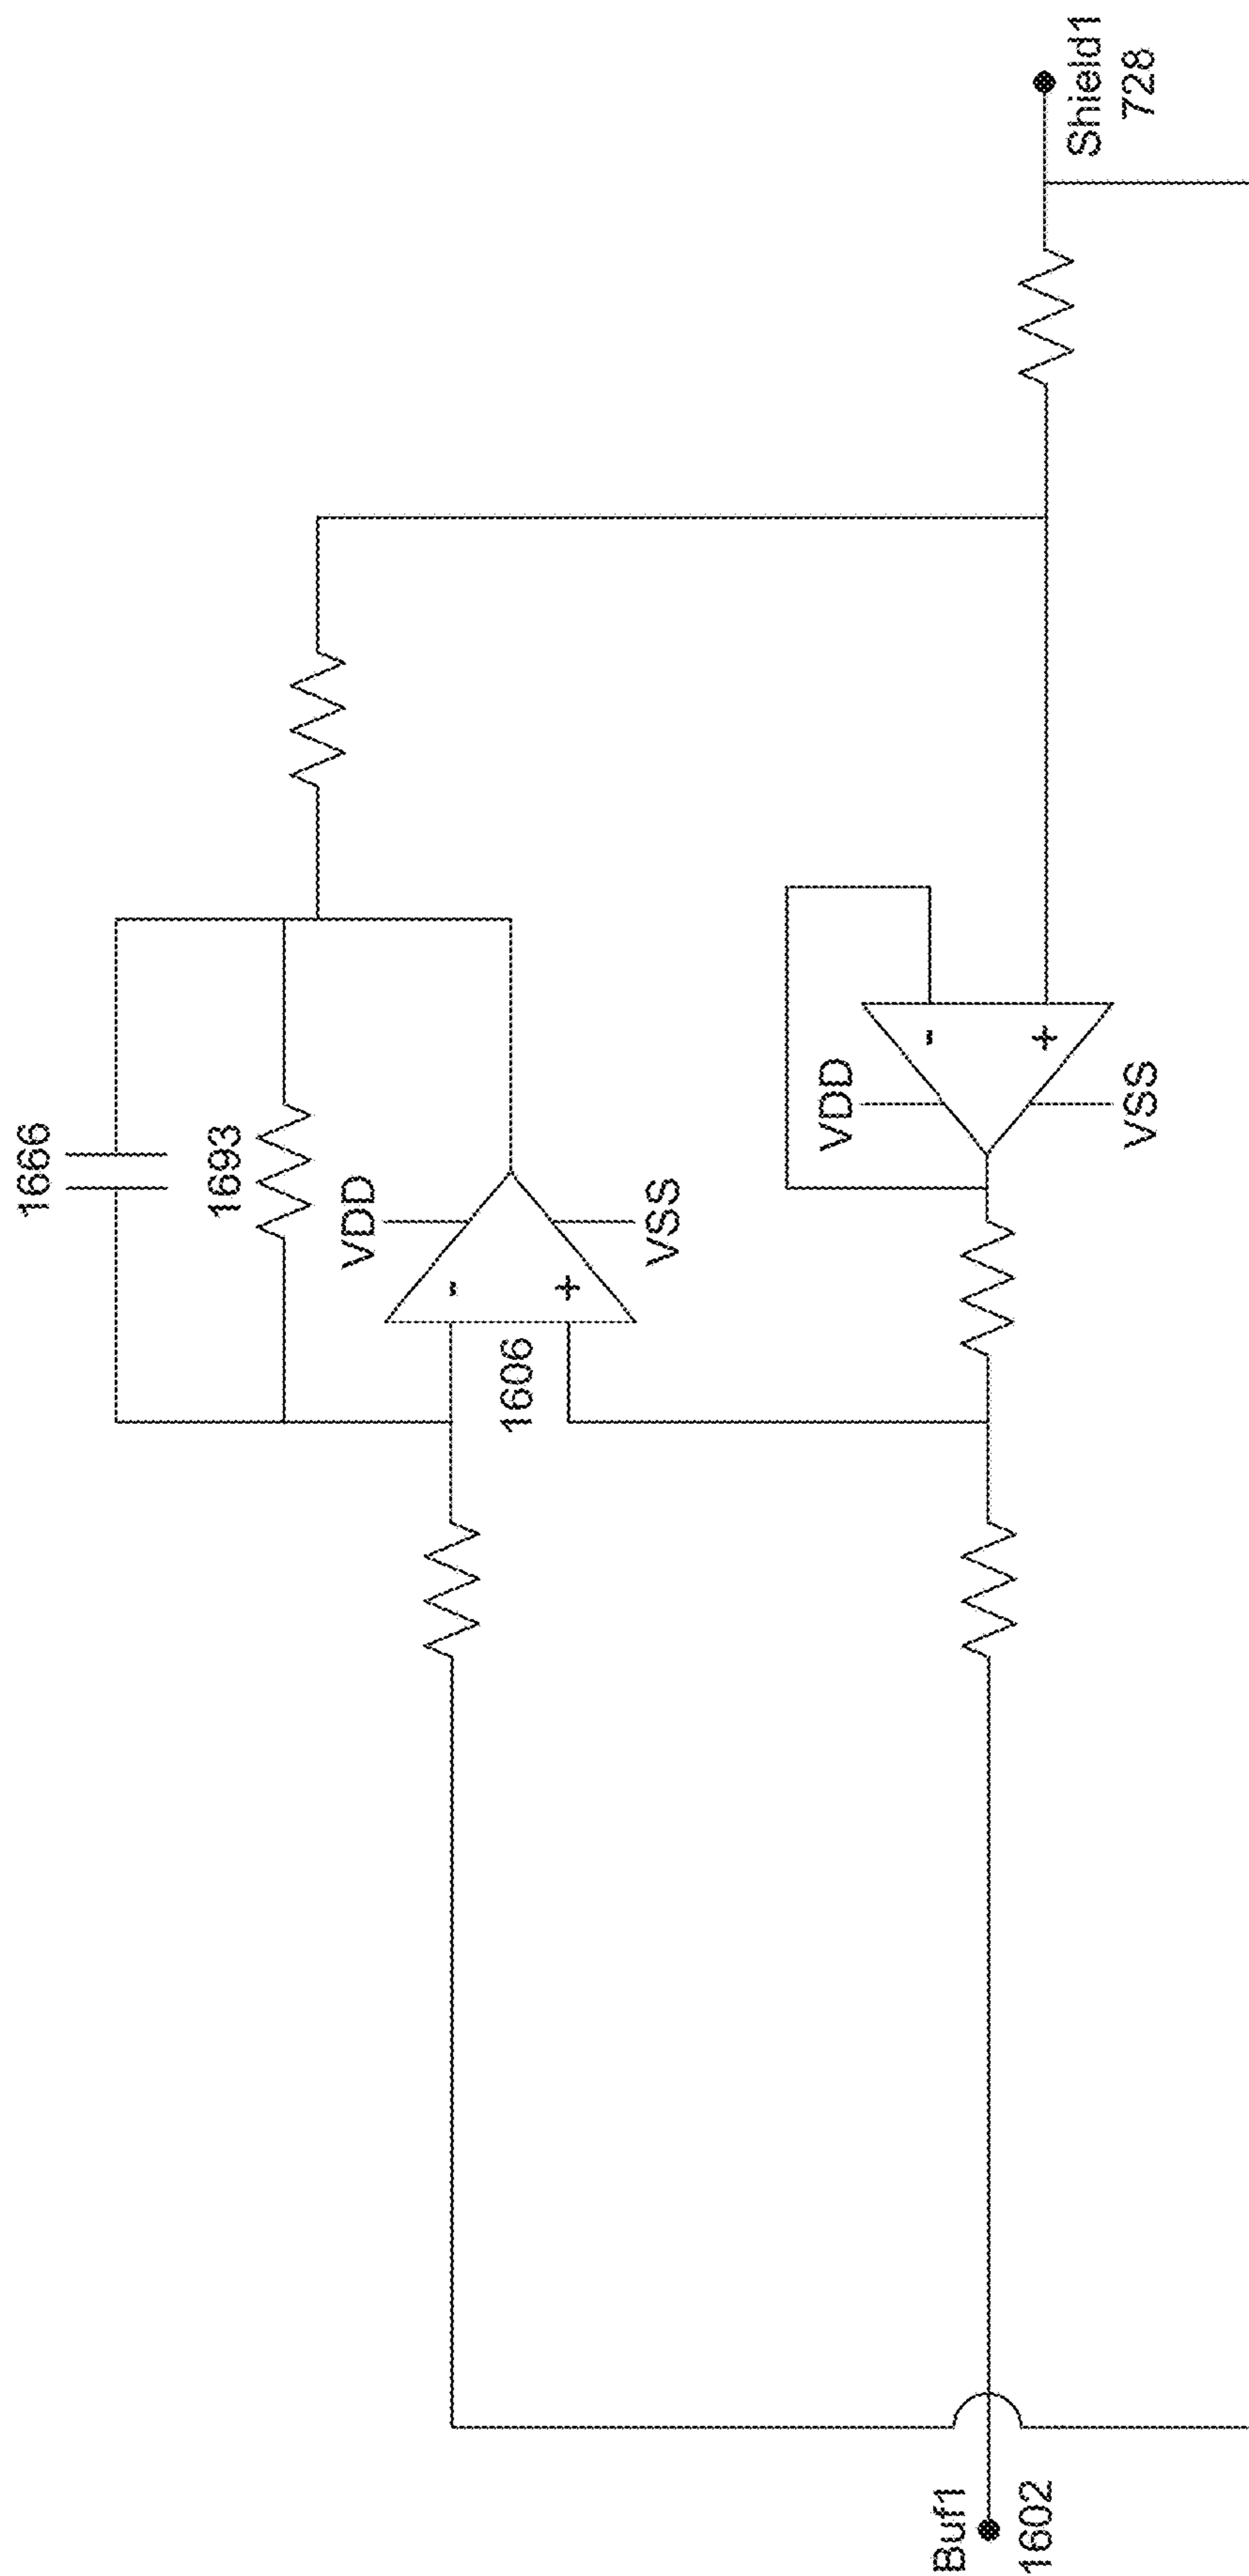 1666
1693
VDD
-
+
VSS
1606
VDD
-
+
VSS
Shield1
728
Buf1
1602